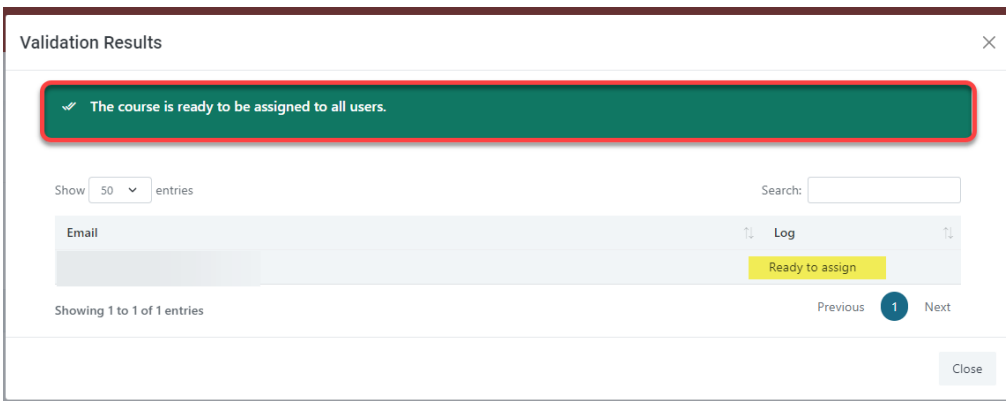 Validation Results
The course is ready to be assigned to all users.
Show 50 entries
Search:
Email Log
Ready to assign
Showing 1 to 1 of 1 entries
Previous 1 Next
Close